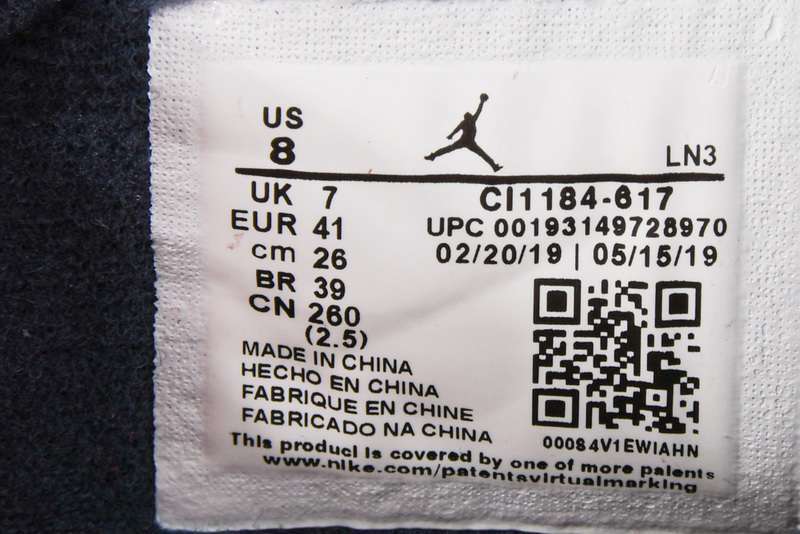 US
8
LN3
UK 7
CI1184-617
EUR 41
UPC 00193149728970
cm 26
02/20/19 | 05/15/19
BR 39
CN 260
(2.5)
MADE IN CHINA
HECHO EN CHINA
FABRIQUE EN CHINE
FABRICADO NA CHINA
00084V1EWIAHN
This product is covered by one of more patents
www.nike.com/patentsvirtualmarking